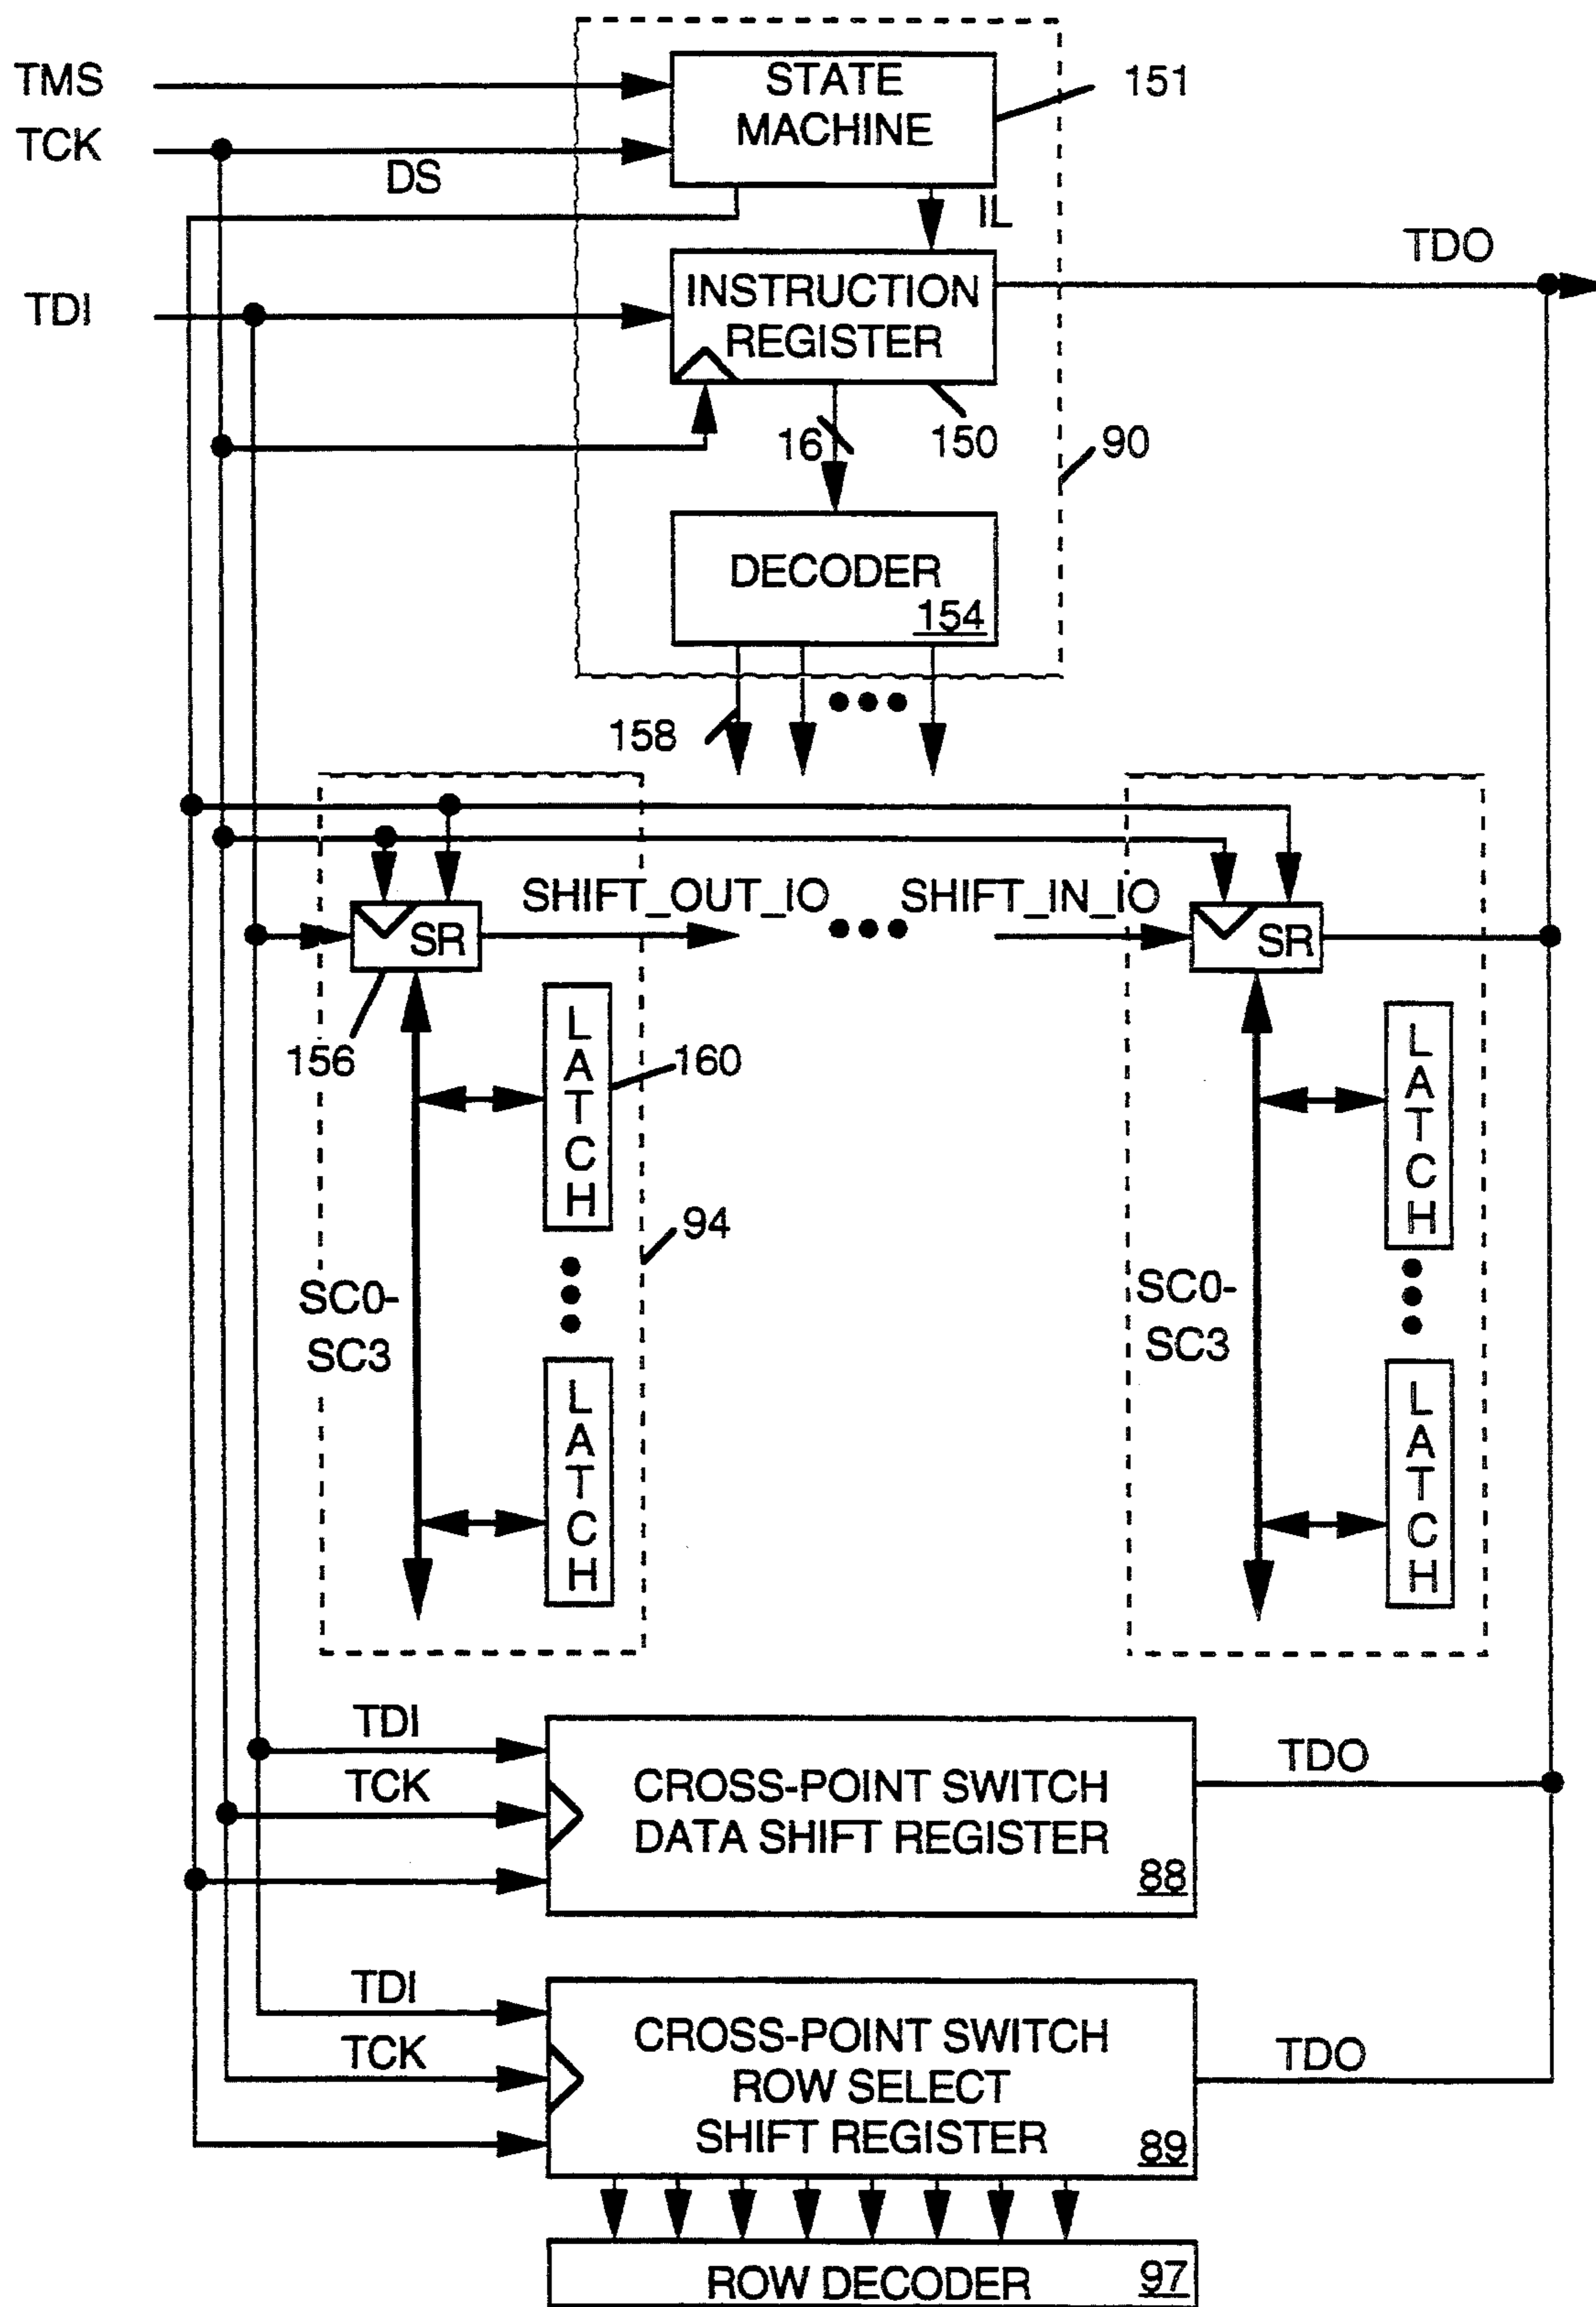 TMS
STATE
MACHINE
151
TCK
DS
IL
TDO
TDI
INSTRUCTION
REGISTER
16
150
90
DECODER
154
158
SHIFT_OUT_IO
SHIFT_IN_IO
SR
SR
156
LATCH
160
LATCH
94
SC0-
SC3
SC0-
SC3
LATCH
LATCH
TDI
TCK
CROSS-POINT SWITCH
DATA SHIFT REGISTER
88
TDO
TDI
TCK
CROSS-POINT SWITCH
ROW SELECT
SHIFT REGISTER
89
TDO
ROW DECODER
97